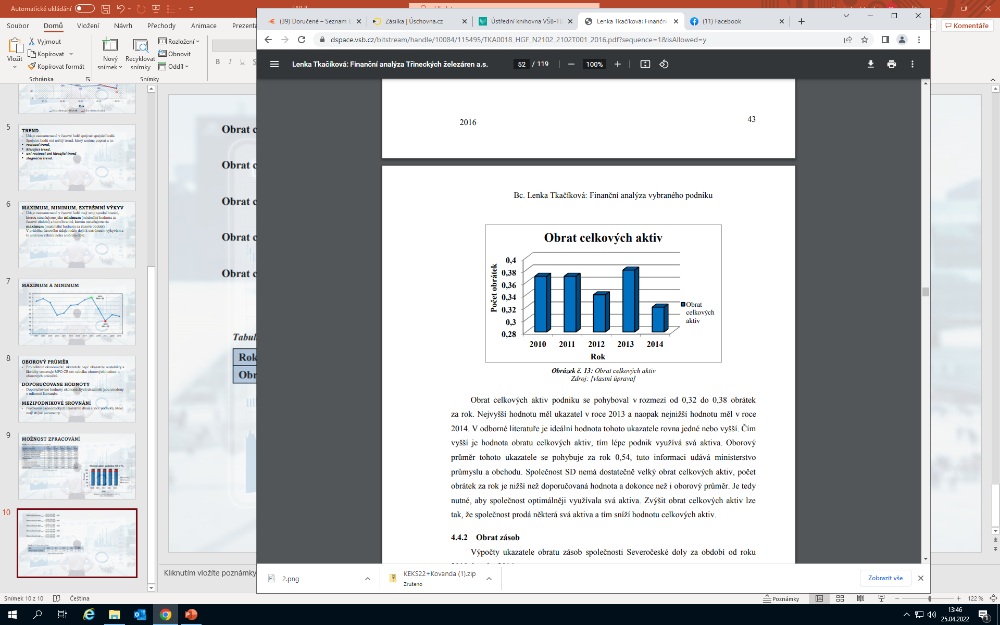 Automatické ukládání
Soubor Domů Vložení Návrh Přechody Animace
Komentáře
Vložit
Vyjmout
Kopírovat
Kopírovat formát
Schránka
Nový snímek
Recyklovat snímky
Rozložení
Obnovit
Oddíl
Snímky
B I U S
(39) Doručené – Seznam E
Zásilka | Úschovna.cz
Ústřední knihovna VŠB-TU
Lenka Tkačíková: Finanční
(11) Facebook
dspace.vsb.cz/bitstream/handle/10084/115495/TKA0018_HGF_N2102_2102T001_2016.pdf?sequence=1&isAllowed=y
Lenka Tkačíková: Finanční analýza Třineckých železáren a.s.
52 / 119
100%
Rok
5
TREND
- Údaje zaznamenané v časové řadě spojené spojnicí bodů.
- Spojnice bodů má určitý trend, který umíme popsat a to:
• rostoucí trend,
• klesající trend,
• ani rostoucí ani klesající trend
• stagnační trend.
6
MAXIMUM, MINIMUM, EXTRÉMNÍ VÝKYV
- Údaje zaznamenané v časové řadě mají svojí spodní hranici,
kterou označujeme jako minimum (minimální hodnota za
časové období) a horní hranici, kterou označujeme za
maximum (maximální hodnota za časové období).
- V průběhu časového údaje může dojít k extrémním výkyvům a
to směrem vzhůru nebo směrem dolů.
7
MAXIMUM A MINIMUM
8
OBOROVÝ PRŮMĚR
- Pro některé ekonomické ukazatele např. ukazatele rentability a
likvidity sestavuje MPO ČR tzv. tabulku oborových hodnot =
oborových průměrů.
DOPORUČOVANÉ HODNOTY
- Doporučované hodnoty ekonomických ukazatelů jsou uvedeny
v odborné literatuře.
MEZIPODNIKOVÉ SROVNÁNÍ
- Porovnání ekonomických ukazatelů dvou a více podniků, které
mají stejné parametry.
9
MOŽNOST ZPRACOVÁNÍ
10
Obrat c
Obrat c
Obrat c
Obrat c
Obrat c
Tabul
Rok
Obr
Kliknutím vložíte poznámky
2016
43
Bc. Lenka Tkačíková: Finanční analýza vybraného podniku
Obrat celkových aktiv
Počet obrátek
0,4
0,38
0,36
0,34
0,32
0,3
0,28
2010 2011 2012 2013 2014
Rok
Obrat
celkových
aktiv
Obrázek č. 13: Obrat celkových aktiv
Zdroj: [vlastní úprava]
Obrat celkových aktiv podniku se pohyboval v rozmezí od 0,32 do 0,38 obrátek
za rok. Nejvyšší hodnotu měl ukazatel v roce 2013 a naopak nejnižší hodnotu měl v roce
2014. V odborné literatuře je ideální hodnota tohoto ukazatele rovna jedné nebo vyšší. Čím
vyšší je hodnota obratu celkových aktiv, tím lépe podnik využívá svá aktiva. Oborový
průměr tohoto ukazatele se pohybuje za rok 0,54, tuto informaci udává ministerstvo
průmyslu a obchodu. Společnost SD nemá dostatečně velký obrat celkových aktiv, počet
obrátek za rok je nižší než doporučovaná hodnota a dokonce než i oborový průměr. Je tedy
nutné, aby společnost optimálněji využívala svá aktiva. Zvýšit obrat celkových aktiv lze
tak, že společnost prodá některá svá aktiva a tím sníží hodnotu celkových aktiv.
4.4.2 Obrat zásob
Výpočty ukazatele obratu zásob společnosti Severočeské doly za období od roku
2.png
KEKS22+Kovanda (1).zip
Zrušeno
Zobrazit vše
Snímek 10 z 10
Čeština
Poznámky
122 %
13:46
25.04.2022
1